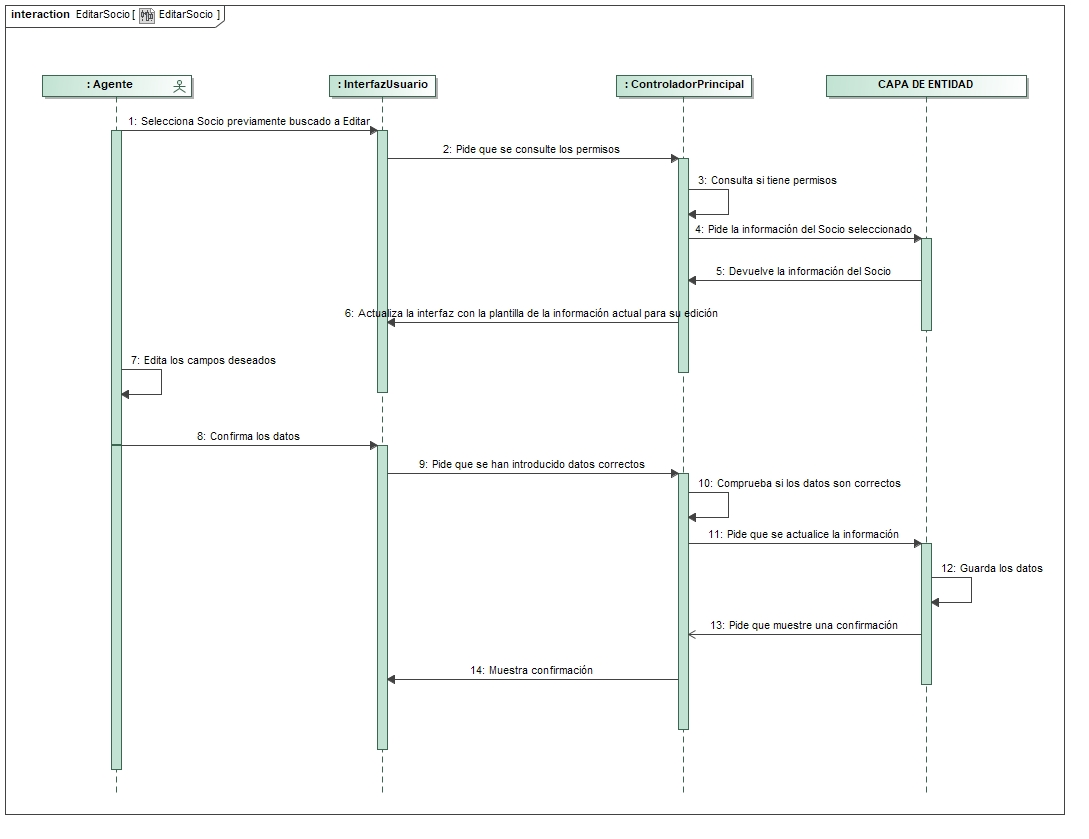 interaction EditarSocio [ EditarSocio ]
: Agente
: InterfazUsuario
: ControladorPrincipal
CAPA DE ENTIDAD
1: Selecciona Socio previamente buscado a Editar
2: Pide que se consulte los permisos
3: Consulta si tiene permisos
4: Pide la información del Socio seleccionado
5: Devuelve la información del Socio
6: Actualiza la interfaz con la plantilla de la información actual para su edición
7: Edita los campos deseados
8: Confirma los datos
9: Pide que se han introducido datos correctos
10: Comprueba si los datos son correctos
11: Pide que se actualice la información
12: Guarda los datos
13: Pide que muestre una confirmación
14: Muestra confirmación